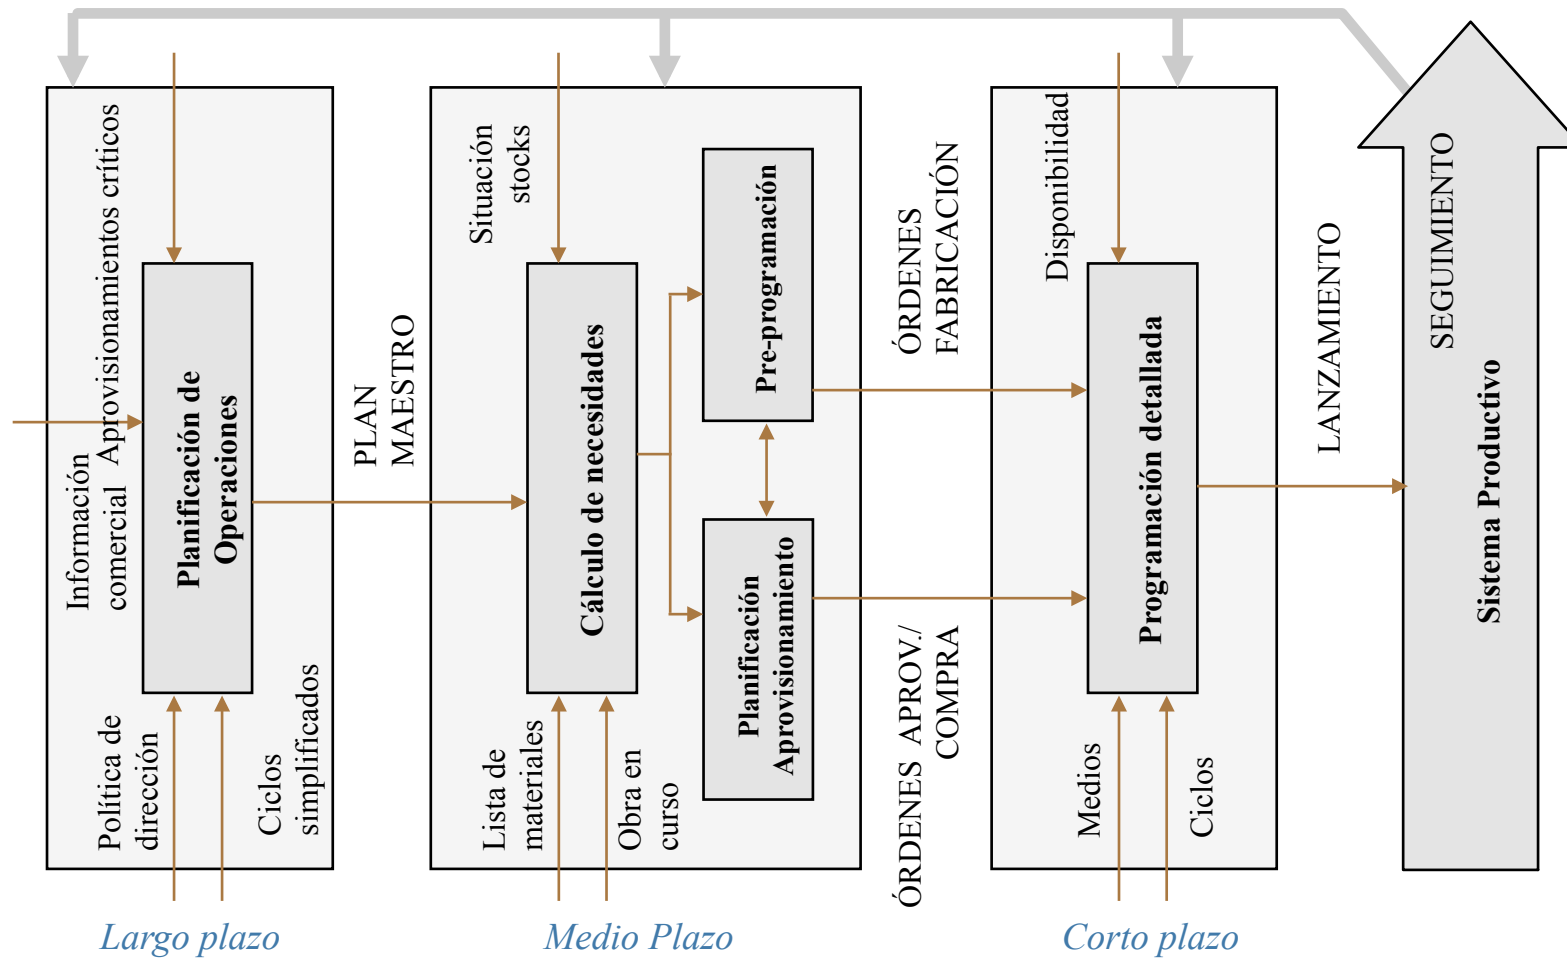 Aprovisionamientos críticos
Información
comercial
Planificación de
Operaciones
Política de
dirección
Ciclos
simplificados
PLAN
MAESTRO
Situación
stocks
Cálculo de necesidades
Lista de
materiales
Obra en
curso
Pre-programación
Planificación
Aprovisionamiento
ÓRDENES
FABRICACIÓN
ÓRDENES APROV./
COMPRA
Disponibilidad
Programación detallada
Medios
Ciclos
LANZAMIENTO
SEGUIMIENTO
Sistema Productivo
Largo plazo
Medio Plazo
Corto plazo